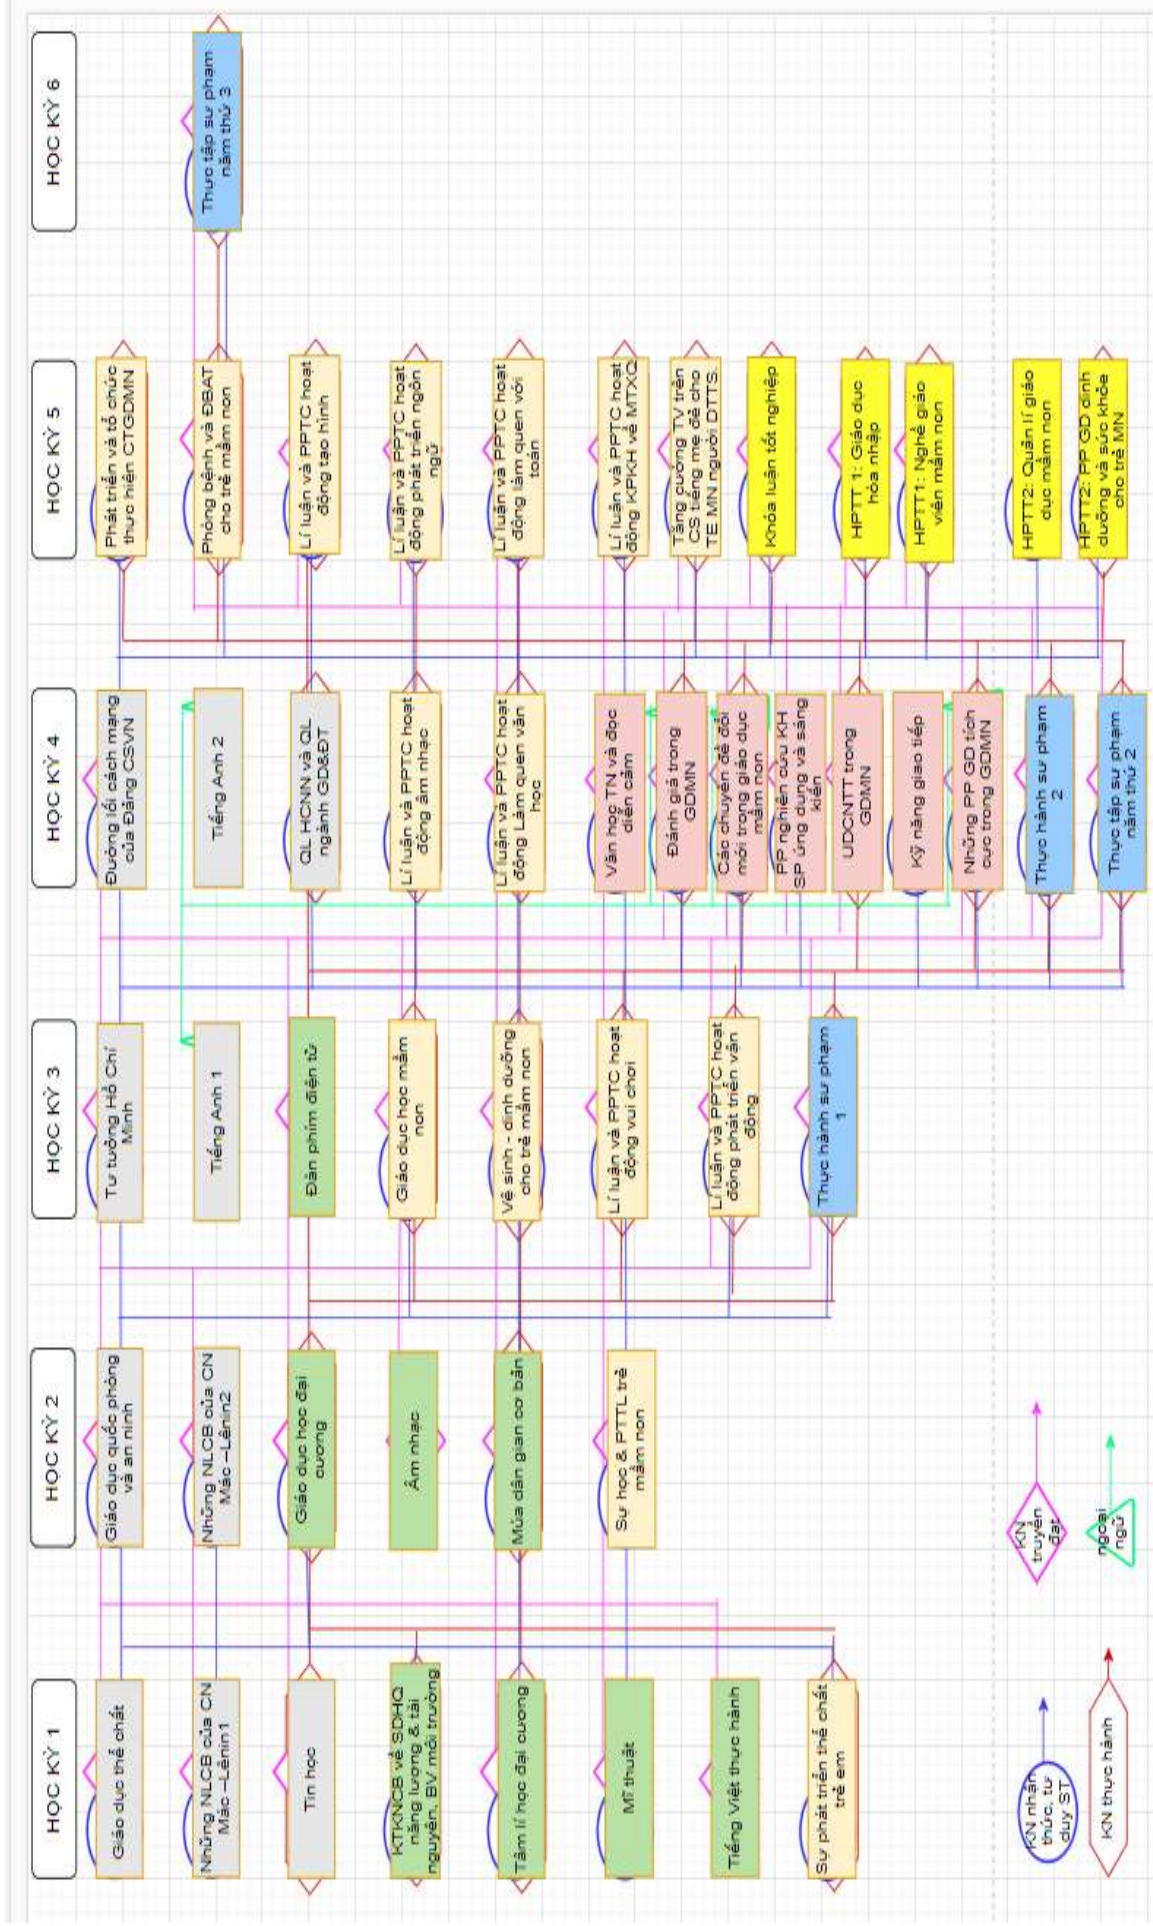 HỌC KỲ 1
Giáo dục thể chất
Những NLCB của CN
Mác –Lênin1
Tin học
KTKNCB về SDHQ
năng lượng & tài
nguyên, BV môi trường
Tâm lí học đại cương
Mĩ thuật
Tiếng Việt thực hành
Sự phát triển thể chất
trẻ em
HỌC KỲ 2
Giáo dục quốc phòng
và an ninh
Những NLCB của CN
Mác –Lênin2
Giáo dục học đại
cương
Âm nhạc
Múa dân gian cơ bản
Sự học & PTTL trẻ
mầm non
HỌC KỲ 3
Tư tưởng Hồ Chí
Minh
Tiếng Anh 1
Đàn phím điện tử
Giáo dục học mầm
non
Vệ sinh - dinh dưỡng
cho trẻ mầm non
Lí luận và PPTC hoạt
động vui chơi
Lí luận và PPTC hoạt
động phát triển vận
động
Thực hành sư phạm
1
HỌC KỲ 4
Đường lối cách mạng
của Đảng CSVN
Tiếng Anh 2
QL HCNN và QL
ngành GD&ĐT
Lí luận và PPTC hoạt
động âm nhạc
Lí luận và PPTC hoạt
động Làm quen văn
học
Văn học TN và đọc
diễn cảm
Đánh giá trong
GDMN
Các chuyên đề đổi
mới trong giáo dục
mầm non
PP nghiên cứu KH
SP ứng dụng và sáng
kiến
UDCNTT trong
GDMN
Kỹ năng giao tiếp
Những PP GD tích
cực trong GDMN
Thực hành sư phạm
2
Thực tập sư phạm
năm thứ 2
HỌC KỲ 5
Phát triển và tổ chức
thực hiện CTGDMN
Phòng bệnh và ĐBAT
cho trẻ mầm non
Lí luận và PPTC hoạt
động tạo hình
Lí luận và PPTC hoạt
động phát triển ngôn
ngữ
Lí luận và PPTC hoạt
động làm quen với
toán
Lí luận và PPTC hoạt
động KPKH về MTXQ
Tăng cường TV trên
CS tiếng mẹ đẻ cho
TE MN người DTTS.
Khóa luận tốt nghiệp
HPTT 1: Giáo dục
hòa nhập
HPTT1: Nghề giáo
viên mầm non
HPTT2: Quản lí giáo
dục mầm non
HPTT2: PP GD dinh
dưỡng và sức khỏe
cho trẻ MN
HỌC KỲ 6
Thực tập sư phạm
năm thứ 3
KN nhận
thức, tư
duy ST
KN thực hành
KN
truyền
đạt
ngoại
ngữ